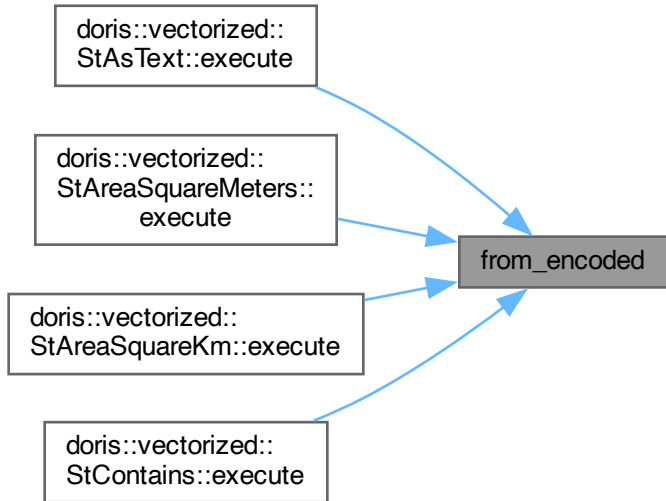 doris::vectorized::
StAsText::execute
doris::vectorized::
StAreaSquareMeters::
execute
from_encoded
doris::vectorized::
StAreaSquareKm::execute
doris::vectorized::
StContains::execute